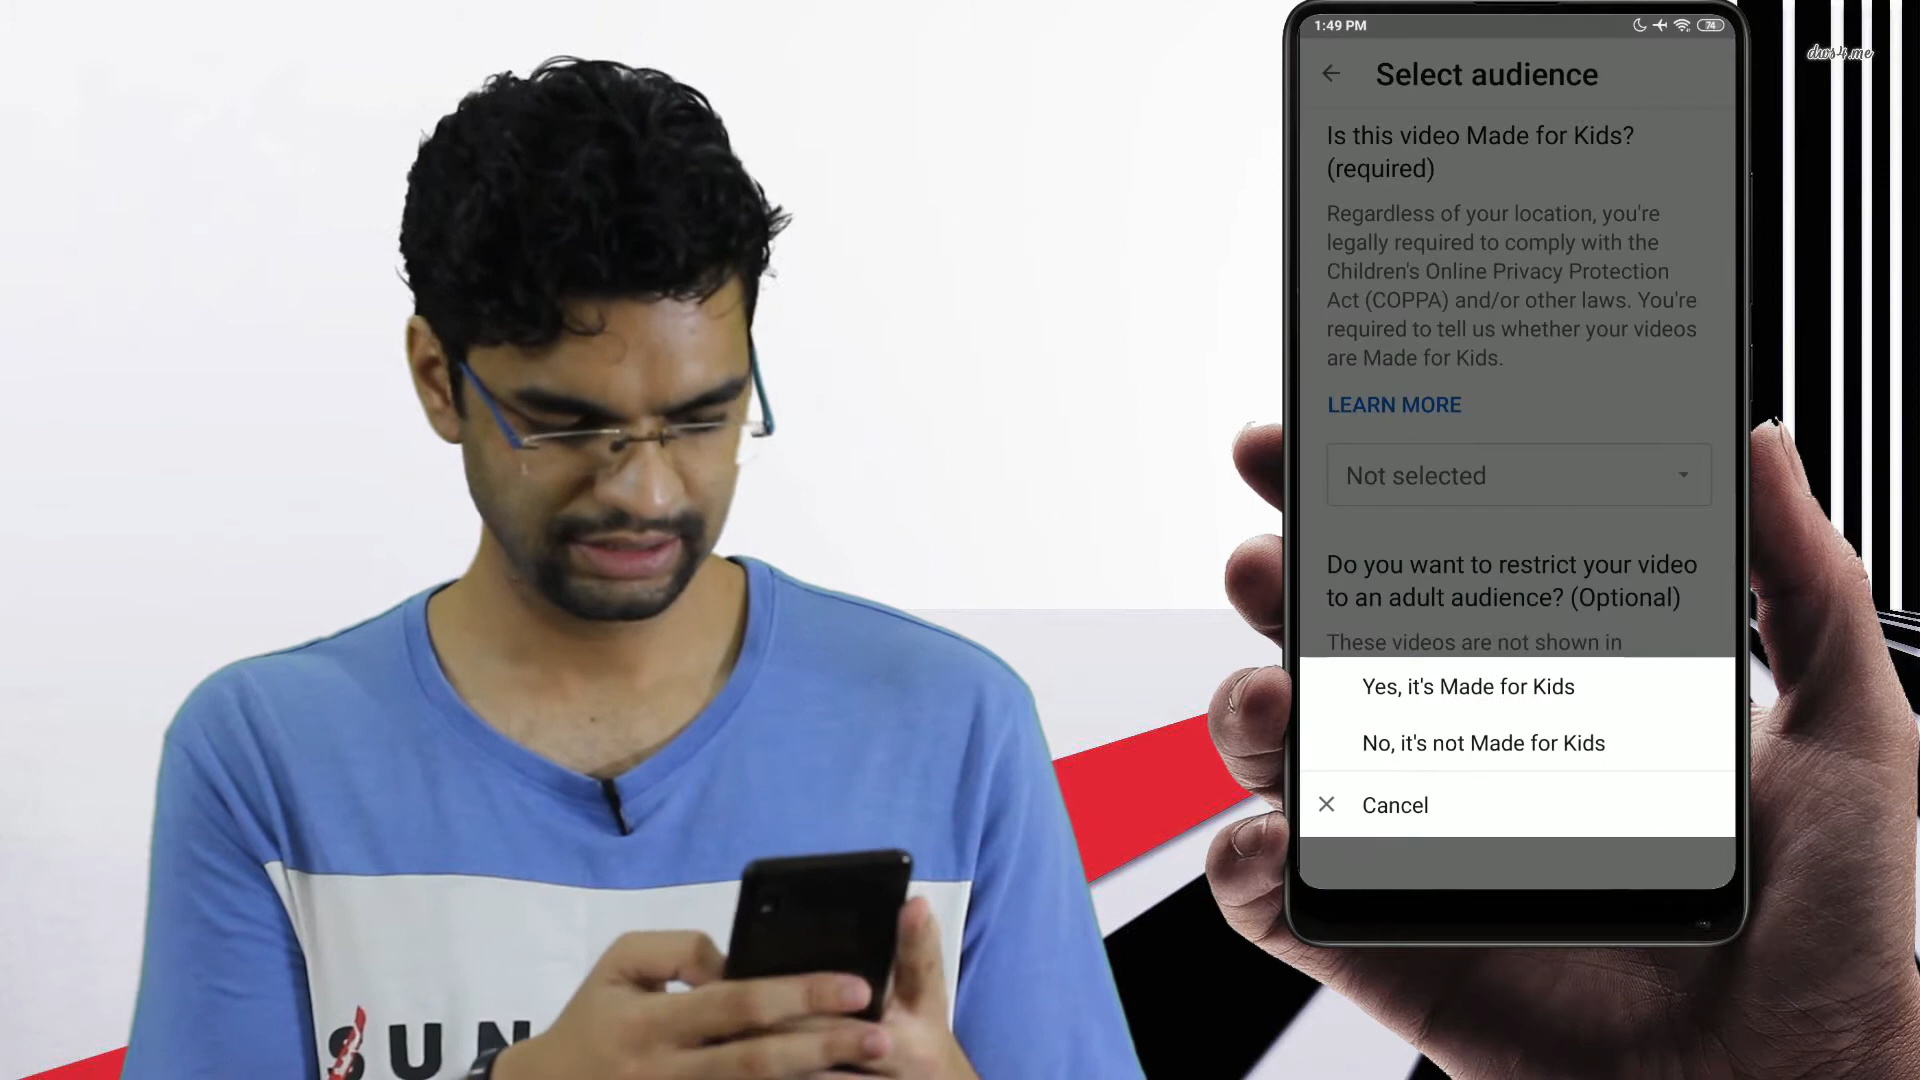 1:49 PM
74
dws4.me
Select audience
Is this video Made for Kids?
(required)
Regardless of your location, you're
legally required to comply with the
Children's Online Privacy Protection
Act (COPPA) and/or other laws. You're
required to tell us whether your videos
are Made for Kids.
LEARN MORE
Not selected
Do you want to restrict your video
to an adult audience? (Optional)
These videos are not shown in
Yes, it's Made for Kids
No, it's not Made for Kids
Cancel
SUN